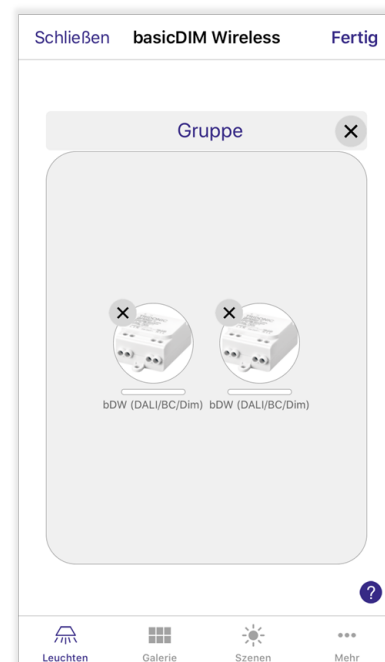 Schließen basicDIM Wireless Fertig
Gruppe
bDW (DALI/BC/Dim) bDW (DALI/BC/Dim)
?
Leuchten Galerie Szenen Mehr